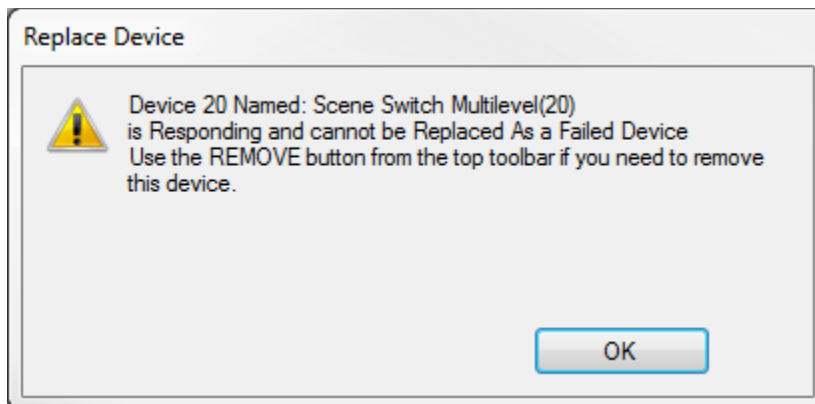 Replace Device
Device 20 Named: Scene Switch Multilevel(20)
is Responding and cannot be Replaced As a Failed Device
Use the REMOVE button from the top toolbar if you need to remove
this device.
OK